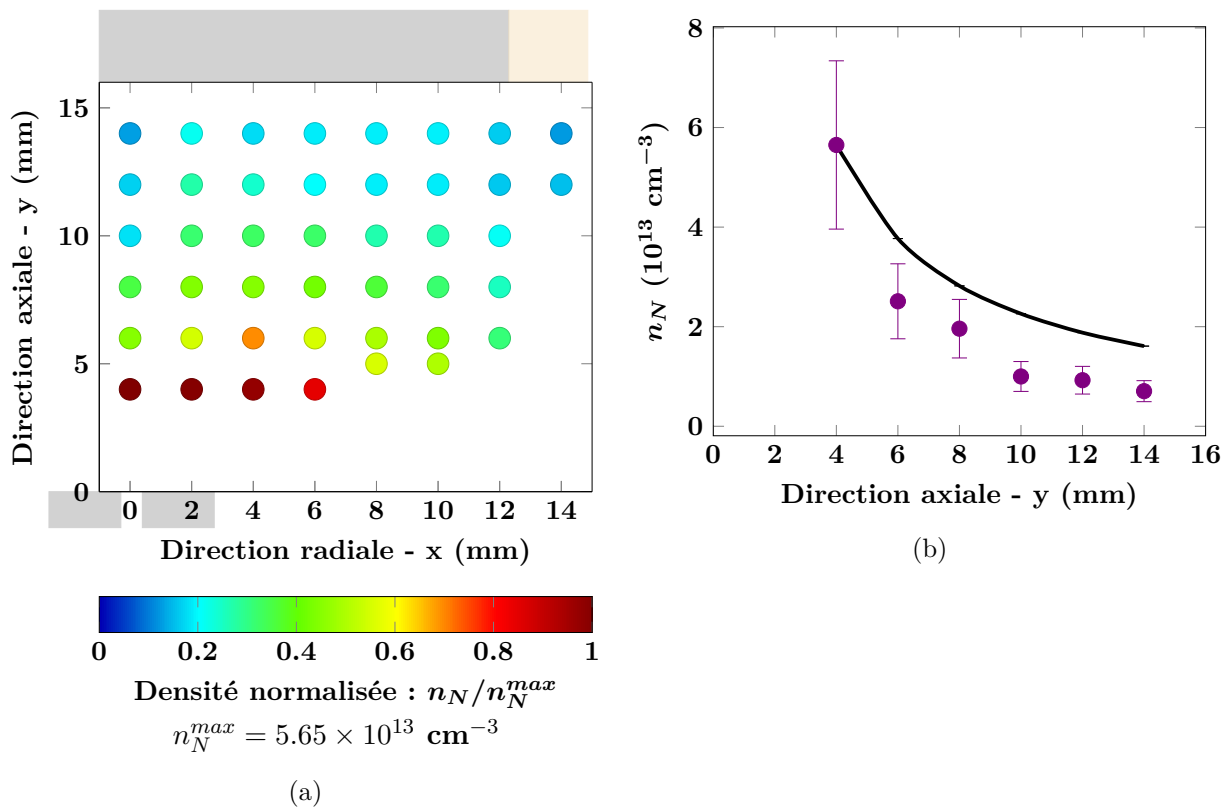 15
10
5
0
Direction axiale - y (mm)
0 2 4 6 8 10 12 14
Direction radiale - x (mm)
0 0.2 0.4 0.6 0.8 1
Densité normalisée : n_N/n_N^{max}
n_N^{max} = 5.65 × 10^{13} cm^{−3}
(a)
8
6
4
2
0
n_N (10^{13} cm^{−3})
0 2 4 6 8 10 12 14 16
Direction axiale - y (mm)
(b)